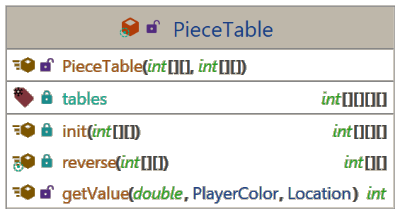 PieceTable
PieceTable(int[][], int[][])
tables int[][][][]
init(int[][]) int[][][]
reverse(int[][]) int[][]
getValue(double, PlayerColor, Location) int